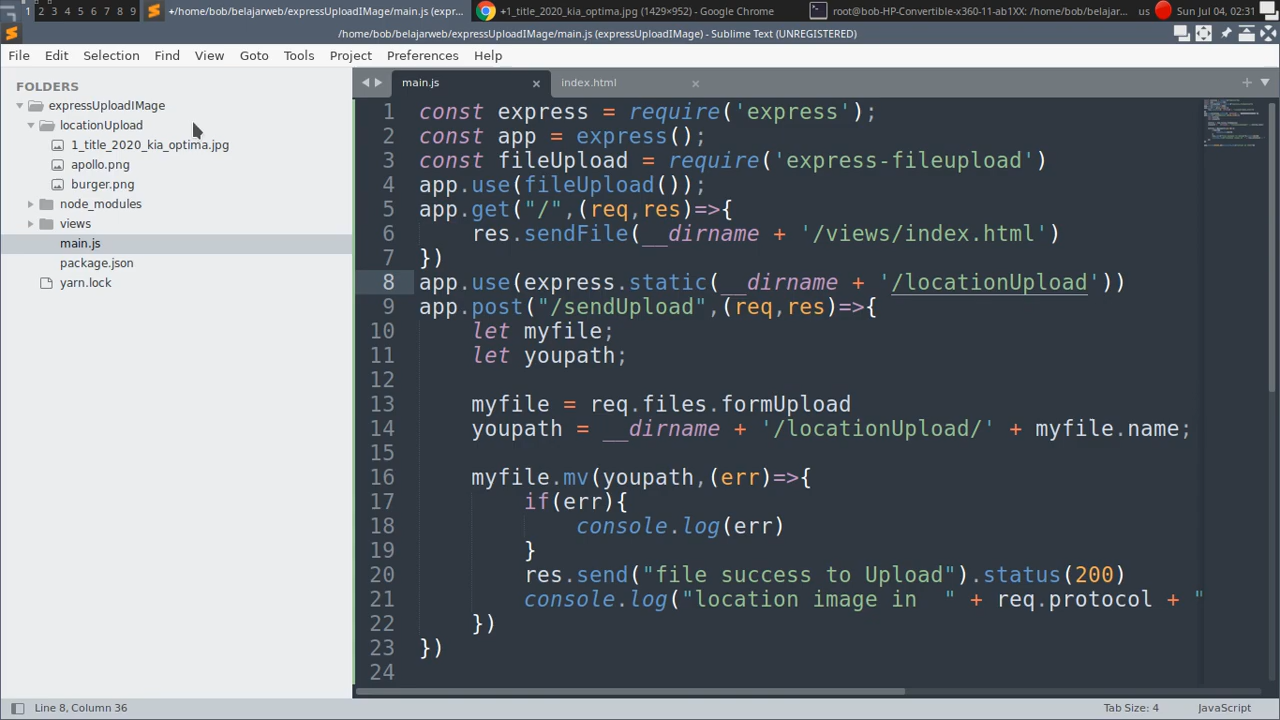 1 2 3 4 5 6 7 8 9 +/home/bob/belajarweb/expressUploadIMage/main.js (expr... +1_title_2020_kia_optima.jpg (1429×952) - Google Chrome root@bob-HP-Convertible-x360-11-ab1XX: /home/bob/belajar... us Sun Jul 04, 02:31
/home/bob/belajarweb/expressUploadIMage/main.js (expressUploadIMage) - Sublime Text (UNREGISTERED)
File Edit Selection Find View Goto Tools Project Preferences Help
FOLDERS
expressUploadIMage
locationUpload
1_title_2020_kia_optima.jpg
apollo.png
burger.png
node_modules
views
main.js
package.json
yarn.lock
main.js index.html
1 const express = require('express');
2 const app = express();
3 const fileUpload = require('express-fileupload')
4 app.use(fileUpload());
5 app.get("/",(req,res)=>{
6 res.sendFile(__dirname + '/views/index.html')
7 })
8 app.use(express.static(__dirname + '/locationUpload'))
9 app.post("/sendUpload",(req,res)=>{
10 let myfile;
11 let youpath;
12
13 myfile = req.files.formUpload
14 youpath = __dirname + '/locationUpload/' + myfile.name;
15
16 myfile.mv(youpath,(err)=>{
17 if(err){
18 console.log(err)
19 }
20 res.send("file success to Upload").status(200)
21 console.log("location image in  " + req.protocol + "
22 })
23 })
24
Line 8, Column 36 Tab Size: 4 JavaScript